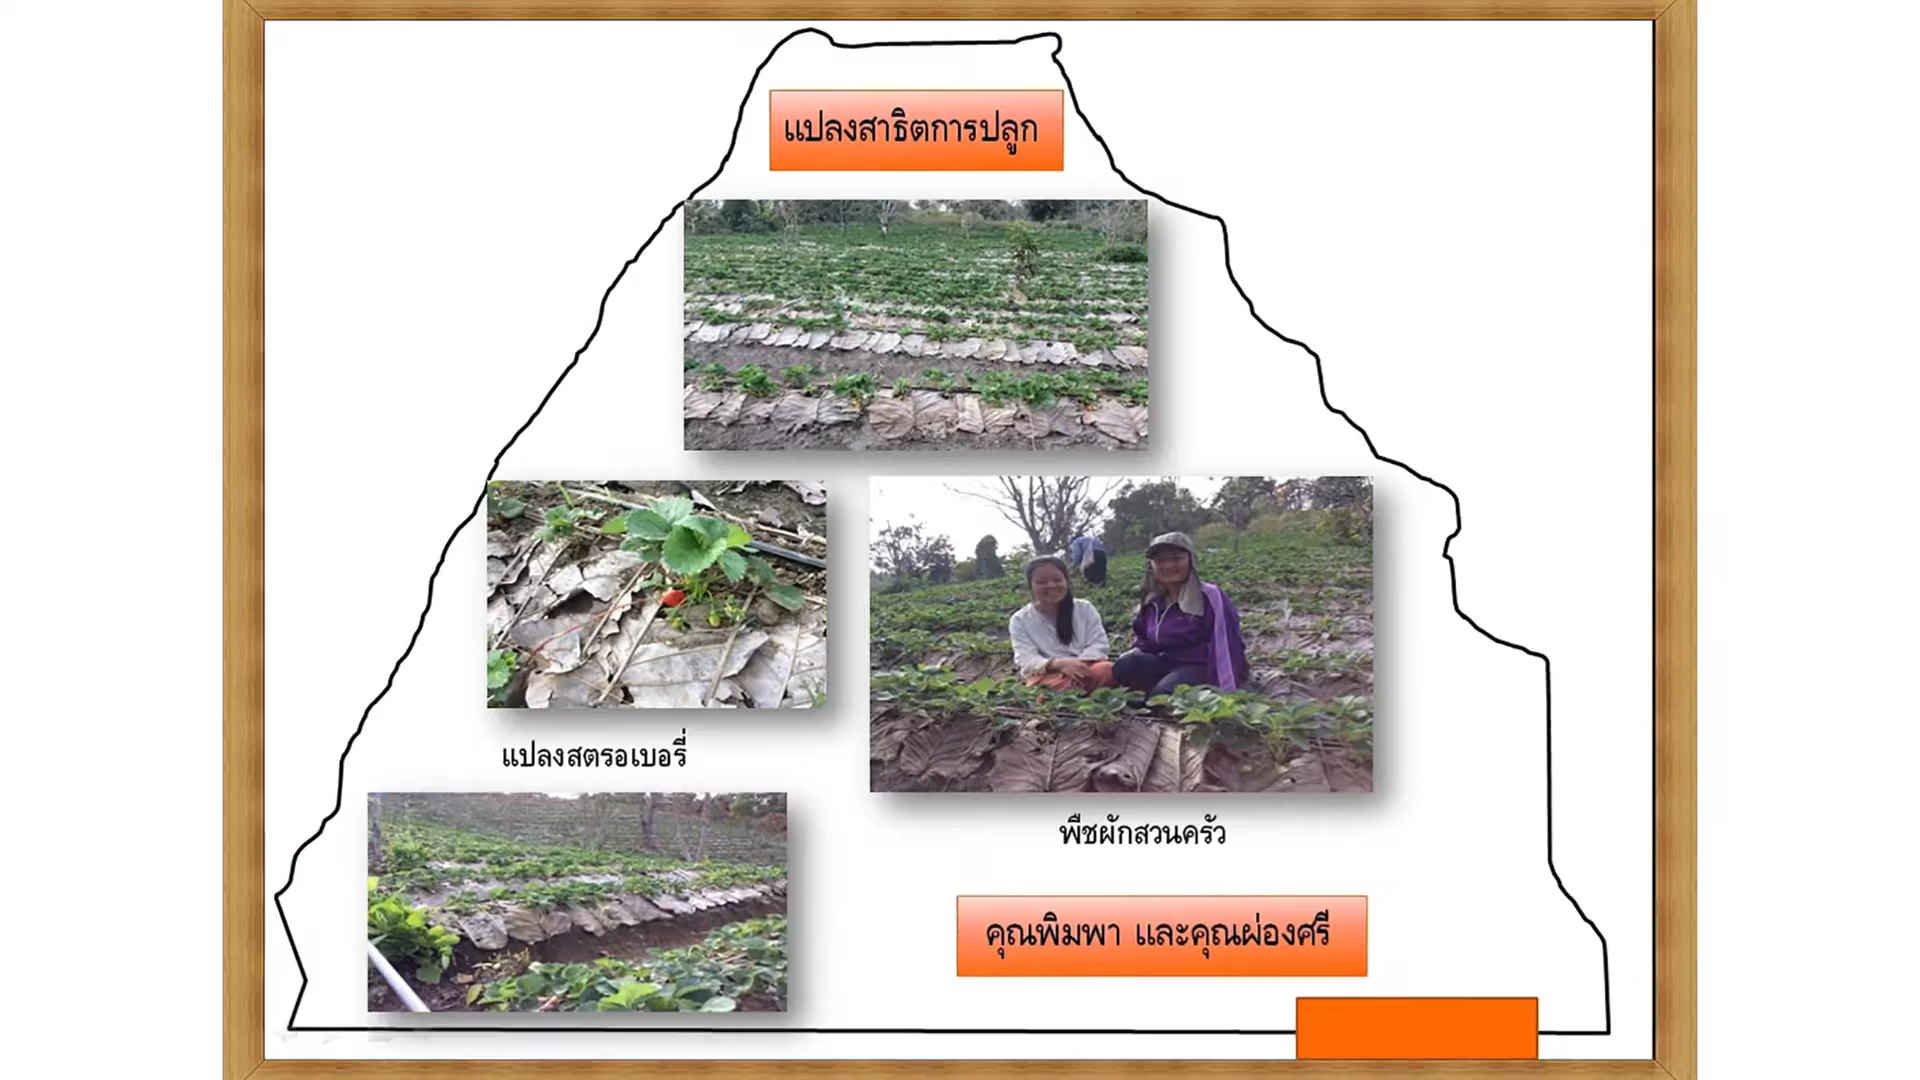 แปลงสาธิตการปลูก
แปลงสตรอเบอรี่
พืชผักสวนครัว
คุณพิมพา และคุณผ่องศรี